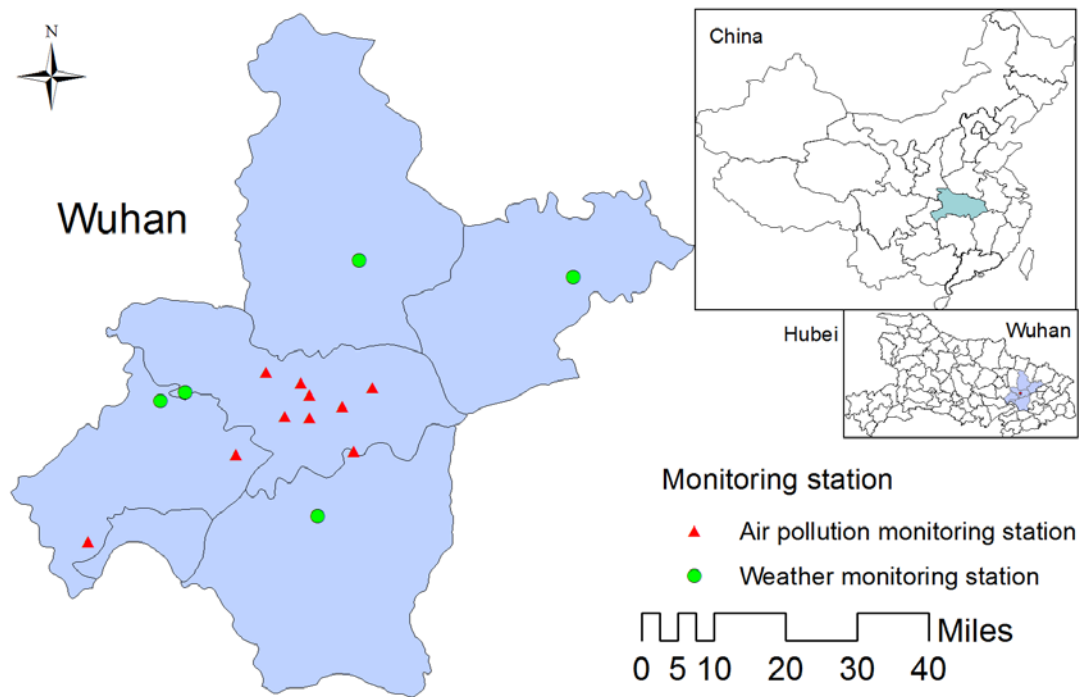 N
China
Wuhan
Hubei
Wuhan
Monitoring station
Air pollution monitoring station
Weather monitoring station
Miles
0 5 10 20 30 40